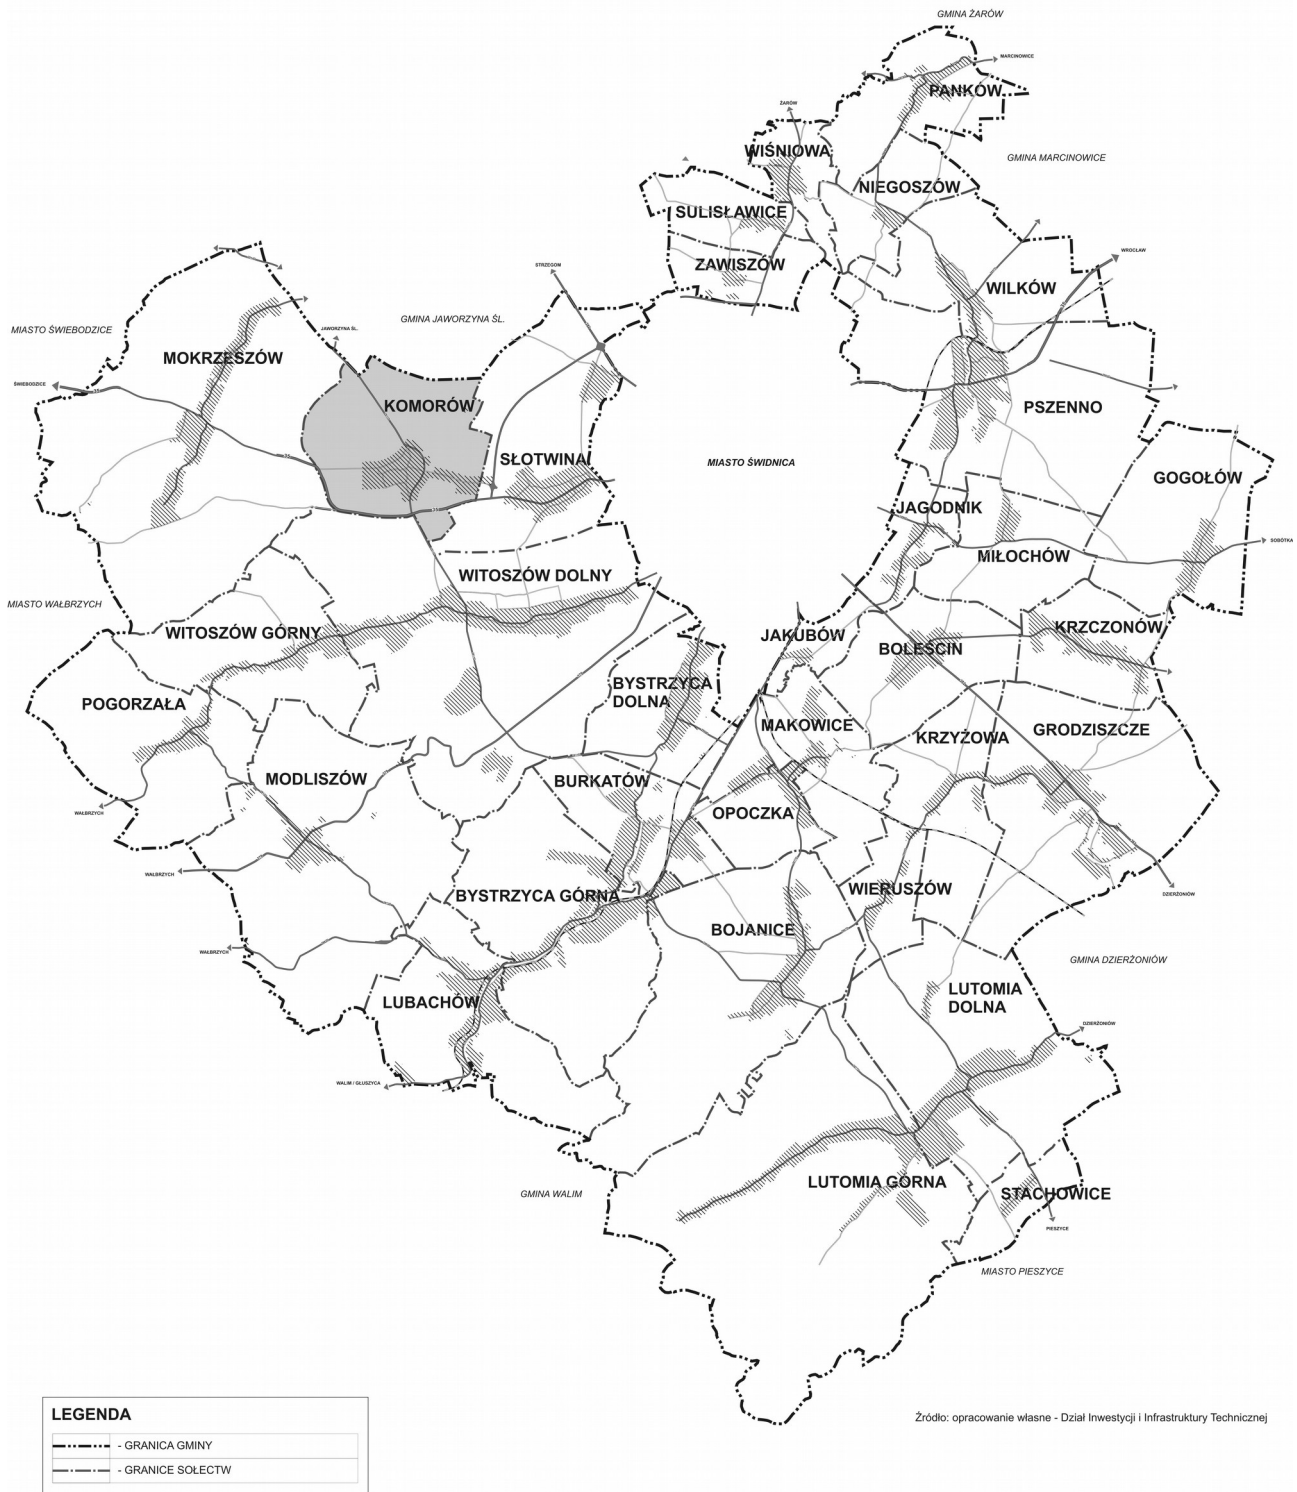 GMINA ŻARÓW
MARCINOWICE
PANKÓW
ŻARÓW
WIŚNIOWA
GMINA MARCINOWICE
NIEGOSZÓW
SULISŁAWICE
ZAWISZÓW
WROCŁAW
STRZEGOM
WILKÓW
GMINA JAWORZYNA ŚL.
MIASTO ŚWIEBODZICE
JAWORZYNA ŚL.
MOKRZESZÓW
ŚWIEBODZICE
KOMORÓW
PSZENNO
SŁOTWINA
MIASTO ŚWIDNICA
GOGOŁÓW
JAGODNIK
SOBÓTKA
MIŁOCHÓW
WITOSZÓW DOLNY
MIASTO WAŁBRZYCH
WITOSZÓW GÓRNY
JAKUBÓW
KRZCZONÓW
BOLEŚCIN
BYSTRZYCA
DOLNA
POGORZAŁA
MAKOWICE
KRZYŻOWA
GRODZISZCZE
MODLISZÓW
BURKATÓW
OPOCZKA
WAŁBRZYCH
WAŁBRZYCH
WIERUSZÓW
DZIERŻONIÓW
BYSTRZYCA GÓRNA
BOJANICE
WAŁBRZYCH
GMINA DZIERŻONIÓW
LUTOMIA
DOLNA
LUBACHÓW
DZIERŻONIÓW
WALIM / GŁUSZYCA
LUTOMIA GÓRNA
STACHOWICE
GMINA WALIM
PIESZYCE
MIASTO PIESZYCE
LEGENDA
- GRANICA GMINY
- GRANICE SOŁECTW
Źródło: opracowanie własne - Dział Inwestycji i Infrastruktury Technicznej